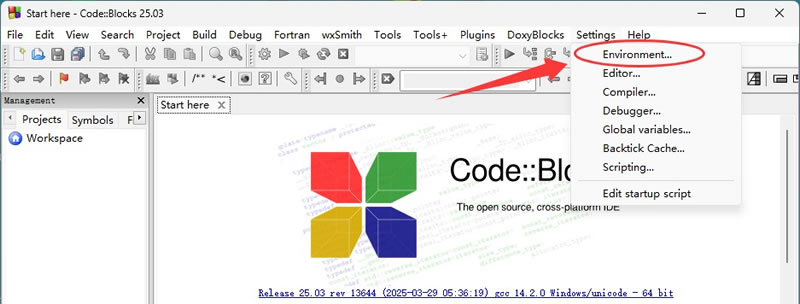 Start here - Code::Blocks 25.03
File Edit View Search Project Build Debug Fortran wxSmith Tools Tools+ Plugins DoxyBlocks Settings Help
Environment...
Editor...
Compiler...
Debugger...
Global variables...
Backtick Cache...
Scripting...
Edit startup script
/** *<
Management
Projects Symbols F
Workspace
Start here
Code::Blo
The open source, cross-platform IDE
Release 25.03 rev 13644 (2025-03-29 05:36:19) gcc 14.2.0 Windows/unicode - 64 bit